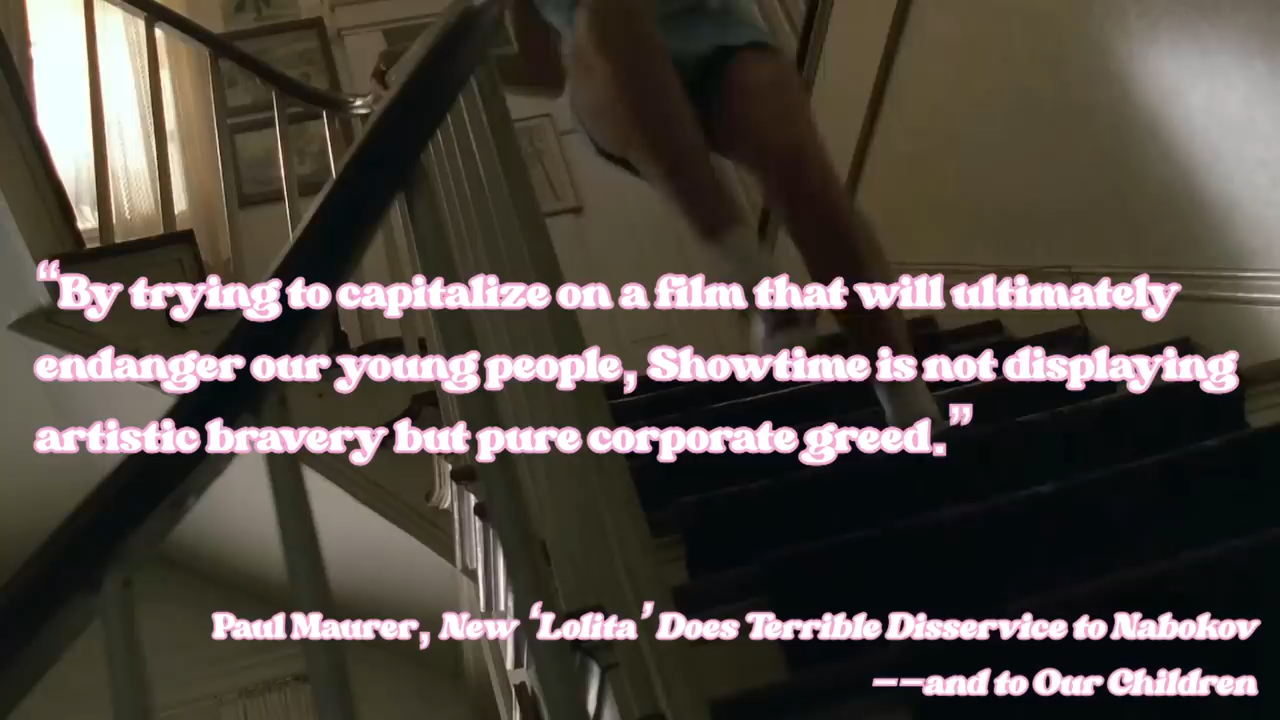 “By trying to capitalize on a film that will ultimately
endanger our young people, Showtime is not displaying
artistic bravery but pure corporate greed.”
Paul Maurer, New ‘Lolita’ Does Terrible Disservice to Nabokov
--and to Our Children